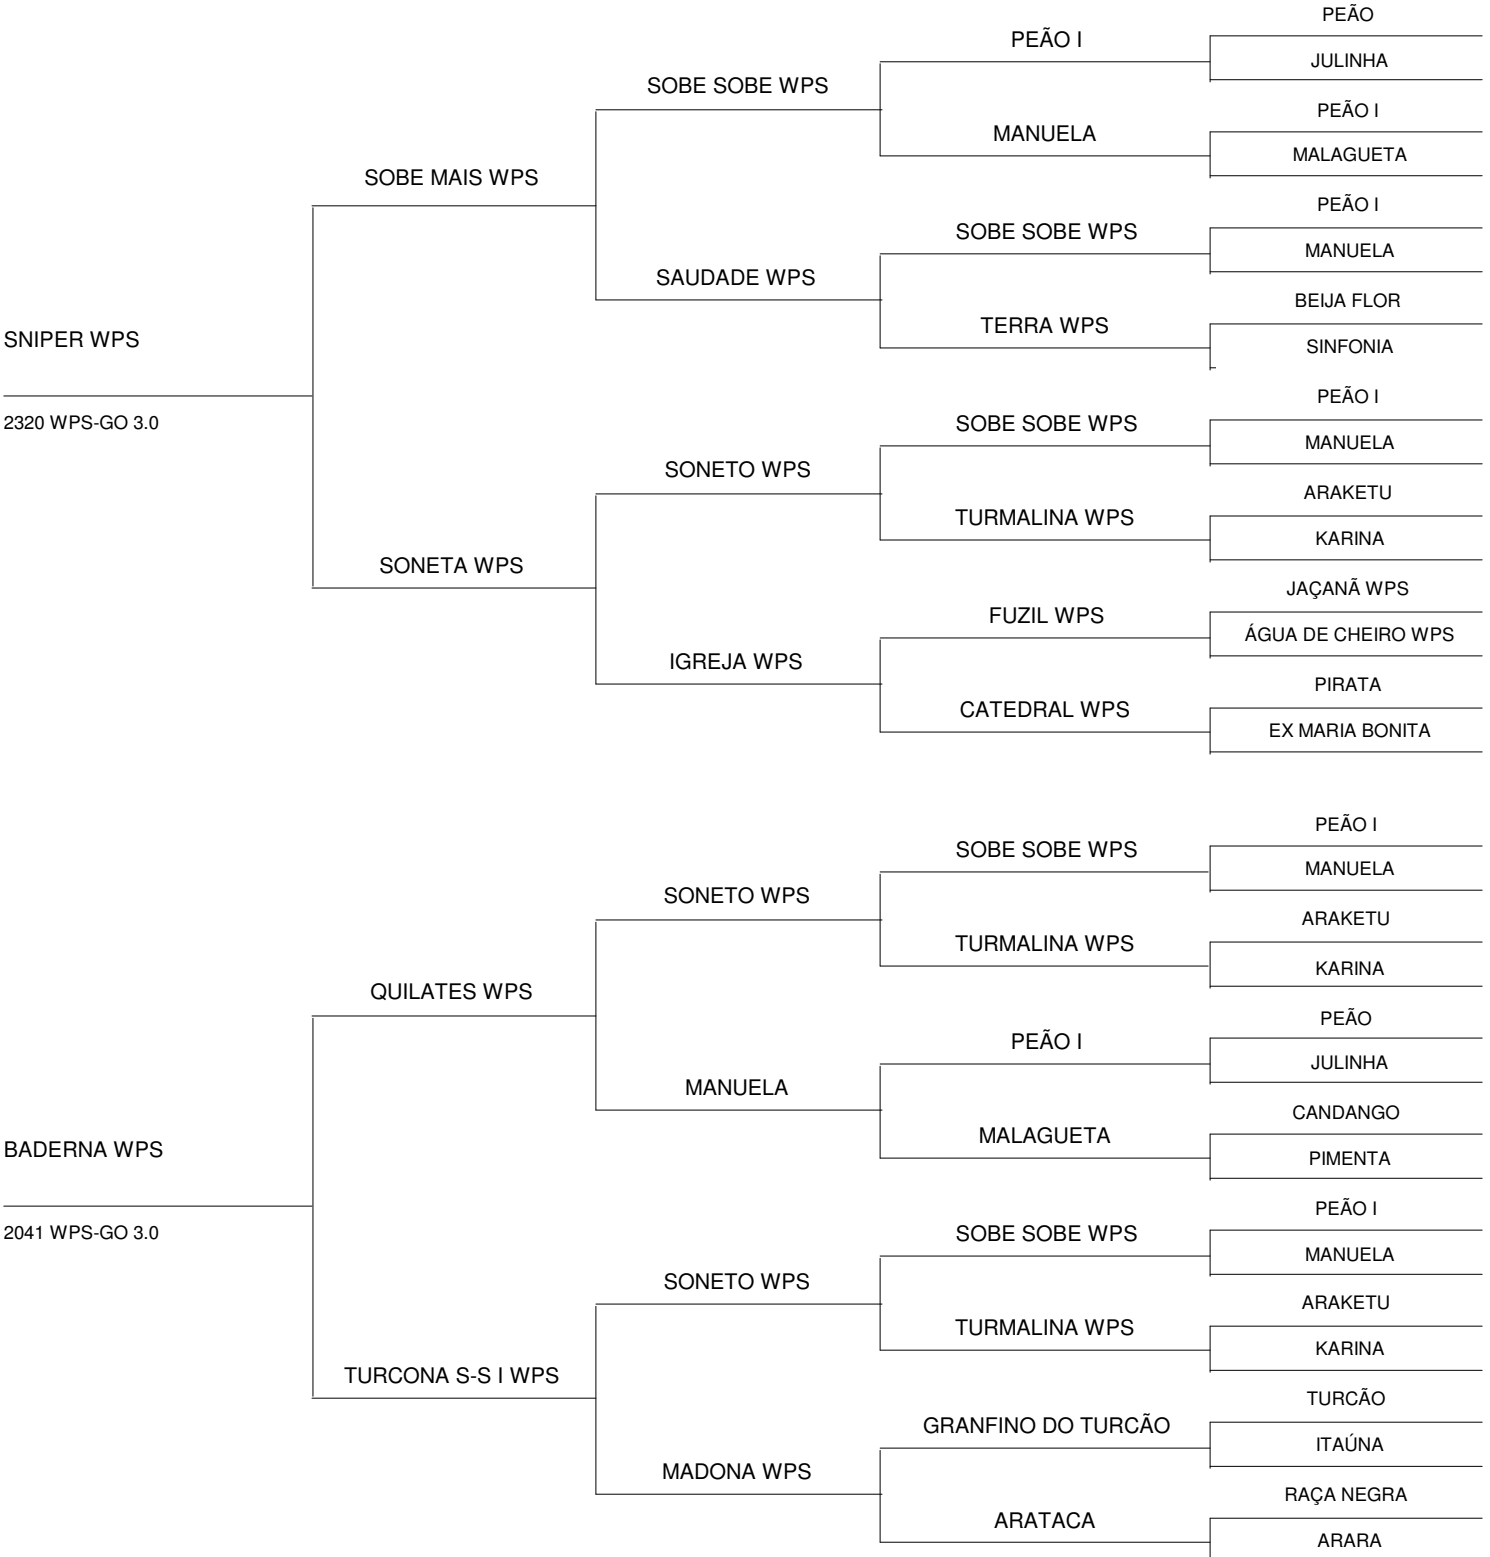 PEÃO
PEÃO I
JULINHA
SOBE SOBE WPS
PEÃO I
MANUELA
MALAGUETA
SOBE MAIS WPS
PEÃO I
SOBE SOBE WPS
MANUELA
SAUDADE WPS
BEIJA FLOR
TERRA WPS
SINFONIA
SNIPER WPS
2320 WPS-GO 3.0
PEÃO I
SOBE SOBE WPS
MANUELA
SONETO WPS
ARAKETU
TURMALINA WPS
KARINA
SONETA WPS
JAÇANÃ WPS
FUZIL WPS
ÁGUA DE CHEIRO WPS
IGREJA WPS
PIRATA
CATEDRAL WPS
EX MARIA BONITA
PEÃO I
SOBE SOBE WPS
MANUELA
SONETO WPS
ARAKETU
TURMALINA WPS
KARINA
QUILATES WPS
PEÃO
PEÃO I
JULINHA
MANUELA
CANDANGO
MALAGUETA
PIMENTA
BADERNA WPS
2041 WPS-GO 3.0
PEÃO I
SOBE SOBE WPS
MANUELA
SONETO WPS
ARAKETU
TURMALINA WPS
KARINA
TURCONA S-S I WPS
TURCÃO
GRANFINO DO TURCÃO
ITAÚNA
MADONA WPS
RAÇA NEGRA
ARATACA
ARARA